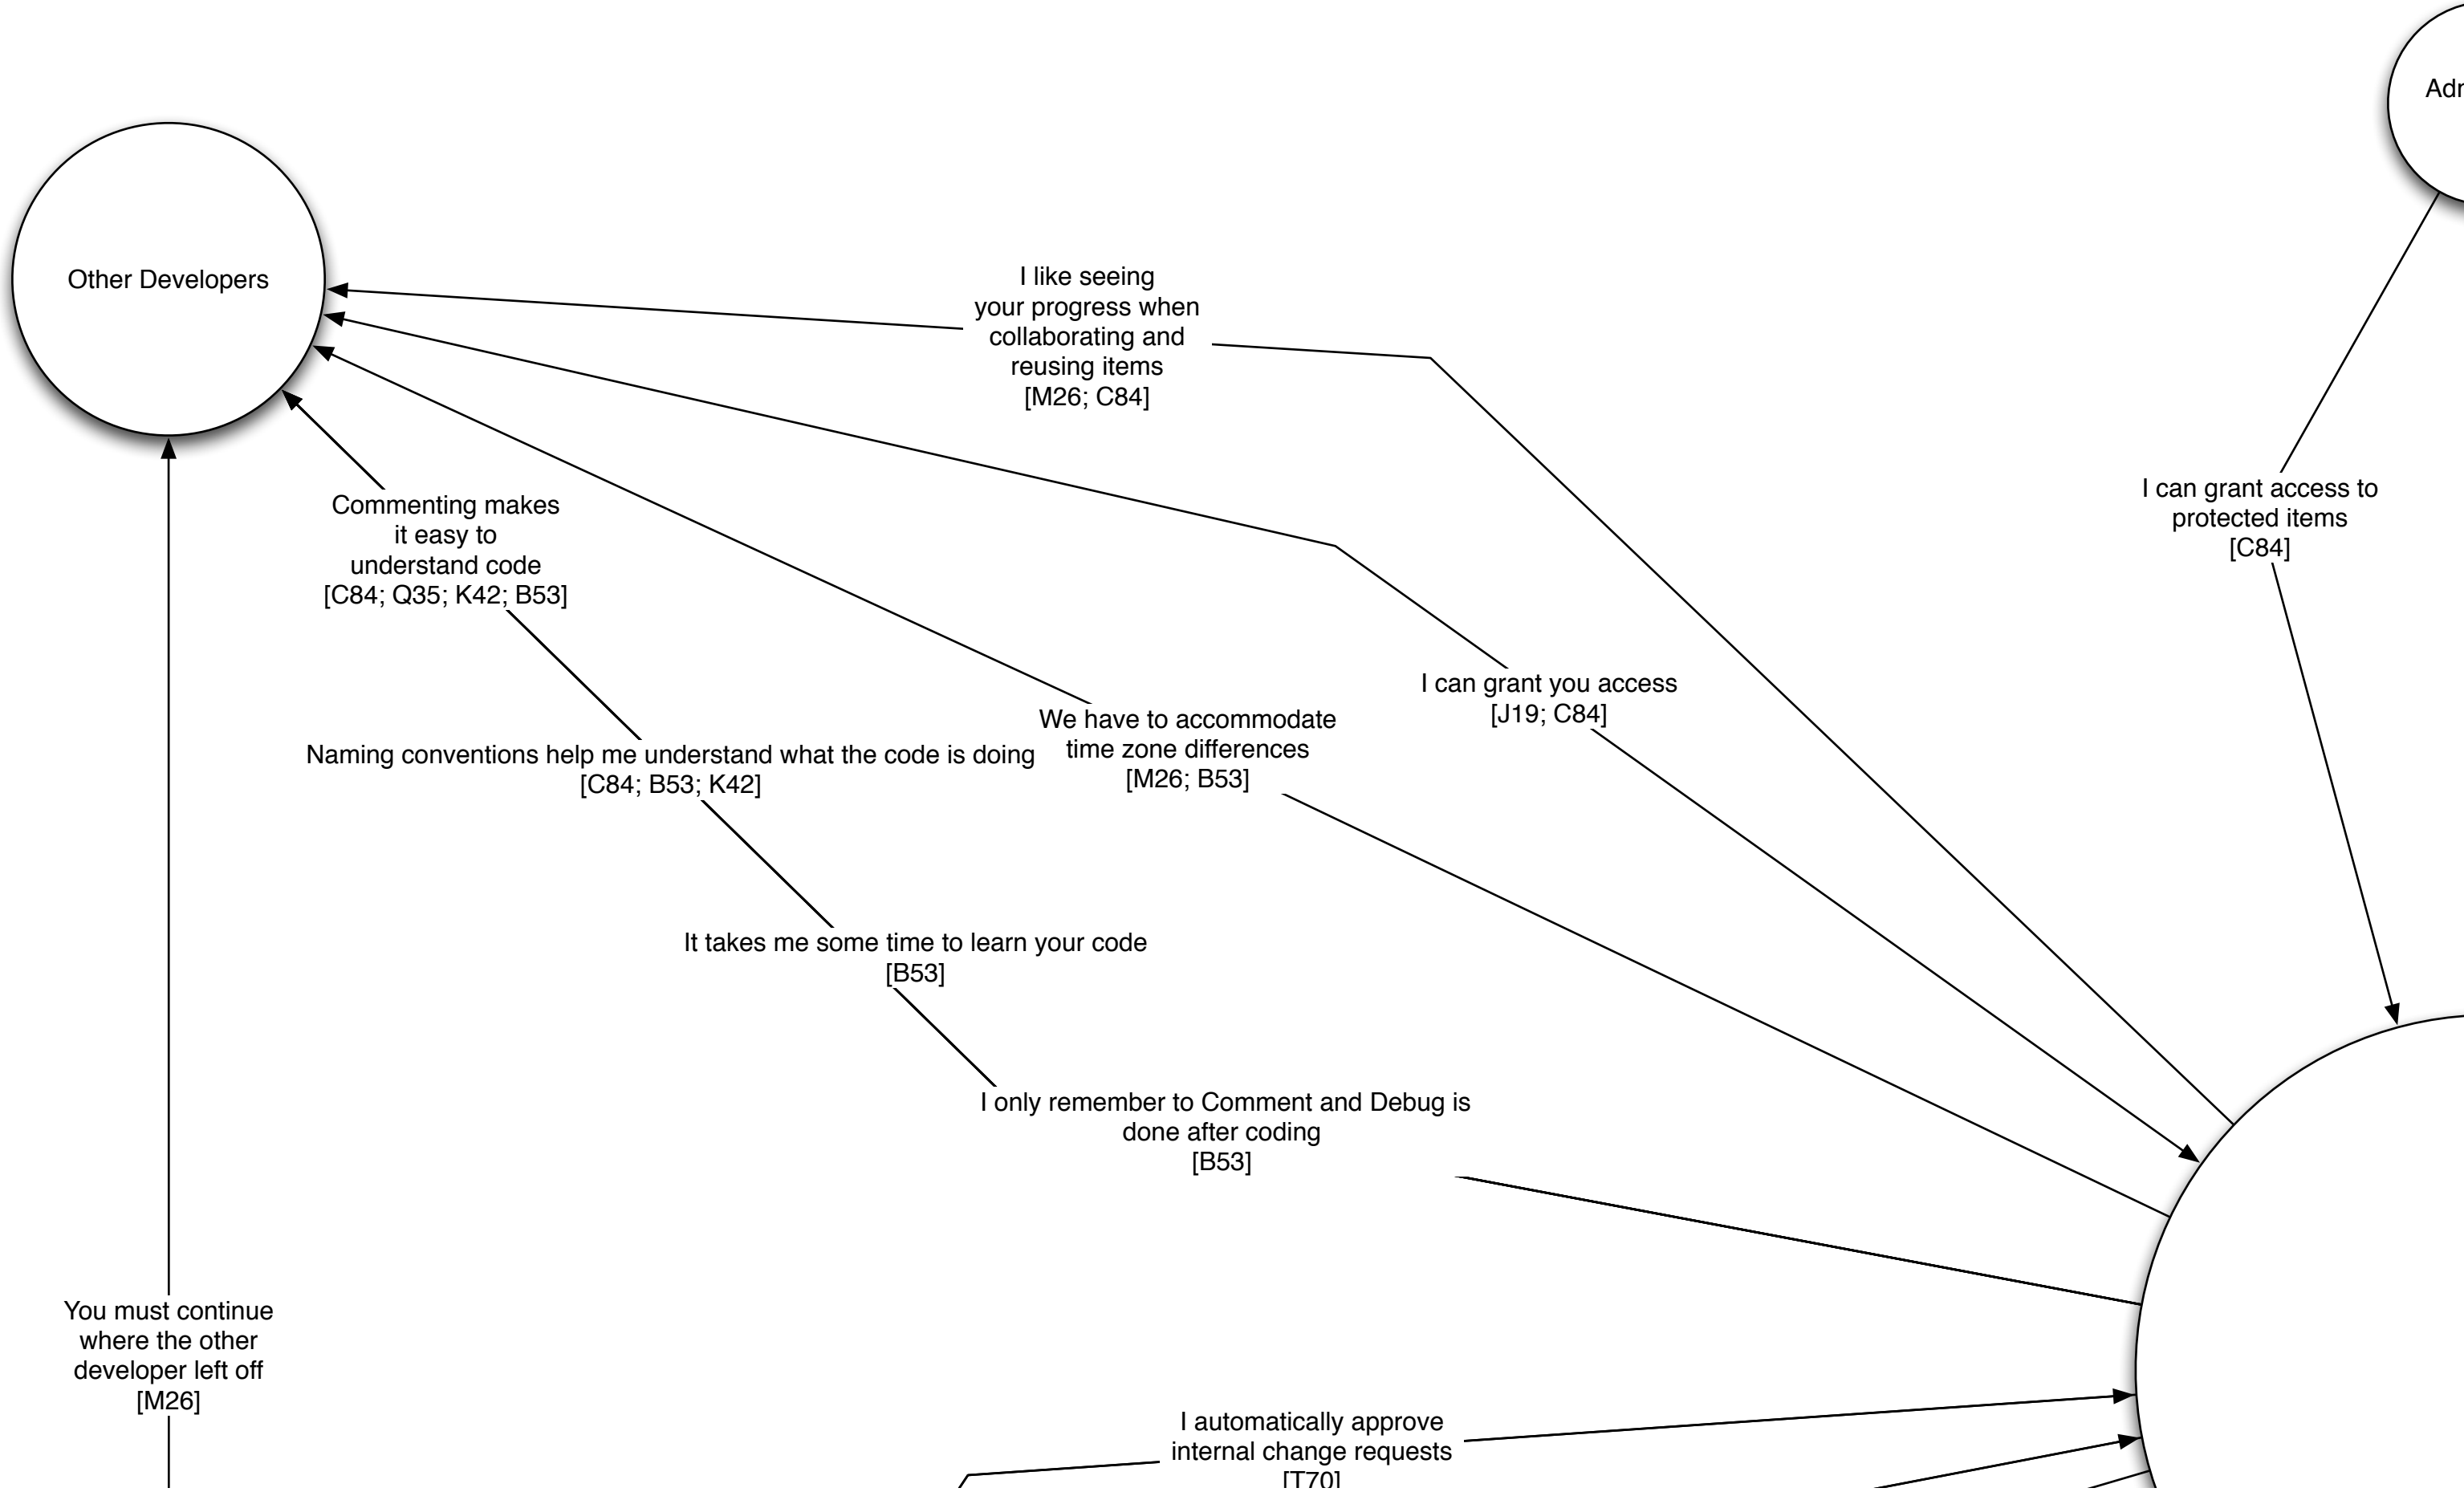 Other Developers
I like seeing
your progress when
collaborating and
reusing items
[M26; C84]
I can grant access to
protected items
[C84]
Commenting makes
it easy to
understand code
[C84; Q35; K42; B53]
I can grant you access
[J19; C84]
We have to accommodate
time zone differences
[M26; B53]
Naming conventions help me understand what the code is doing
[C84; B53; K42]
It takes me some time to learn your code
[B53]
I only remember to Comment and Debug is
done after coding
[B53]
You must continue
where the other
developer left off
[M26]
I automatically approve
internal change requests
[T70]